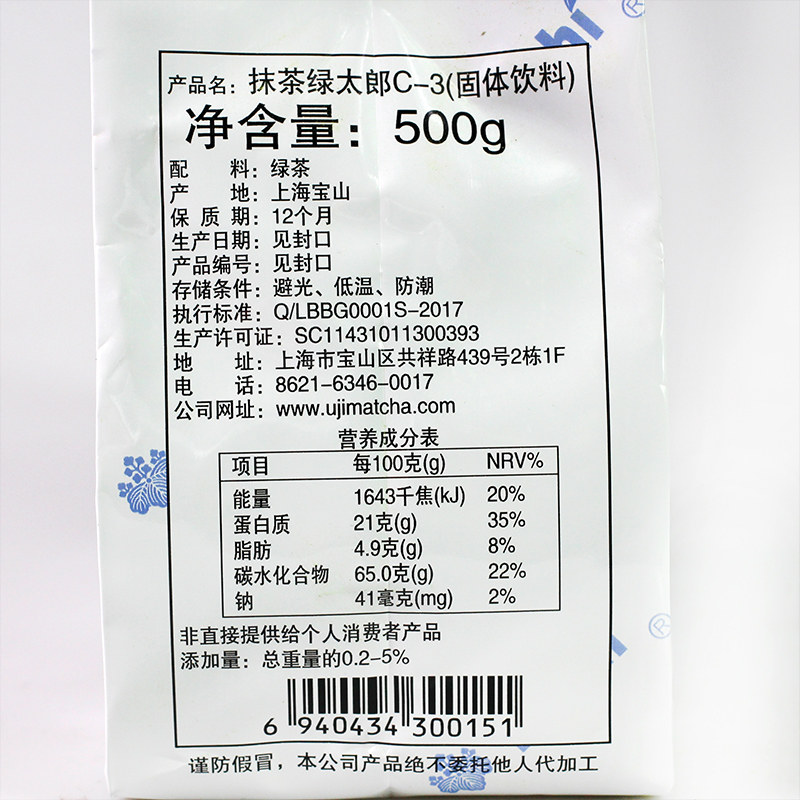 hi®
产品名：抹茶绿太郎C-3(固体饮料)
净含量：500g
配 料：绿茶
产 地：上海宝山
保 质 期：12个月
生产日期：见封口
产品编号：见封口
存储条件：避光、低温、防潮
执行标准：Q/LBBG0001S-2017
生产许可证：SC11431011300393
地 址：上海市宝山区共祥路439号2栋1F
电 话：8621-6346-0017
公司网址：www.ujimatcha.com
营养成分表
项目 每100克(g) NRV%
能量 1643千焦(kJ) 20%
蛋白质 21克(g) 35%
脂肪 4.9克(g) 8%
碳水化合物 65.0克(g) 22%
钠 41毫克(mg) 2%
非直接提供给个人消费者产品
添加量：总重量的0.2-5%
6 940434 300151
谨防假冒，本公司产品绝不委托他人代加工